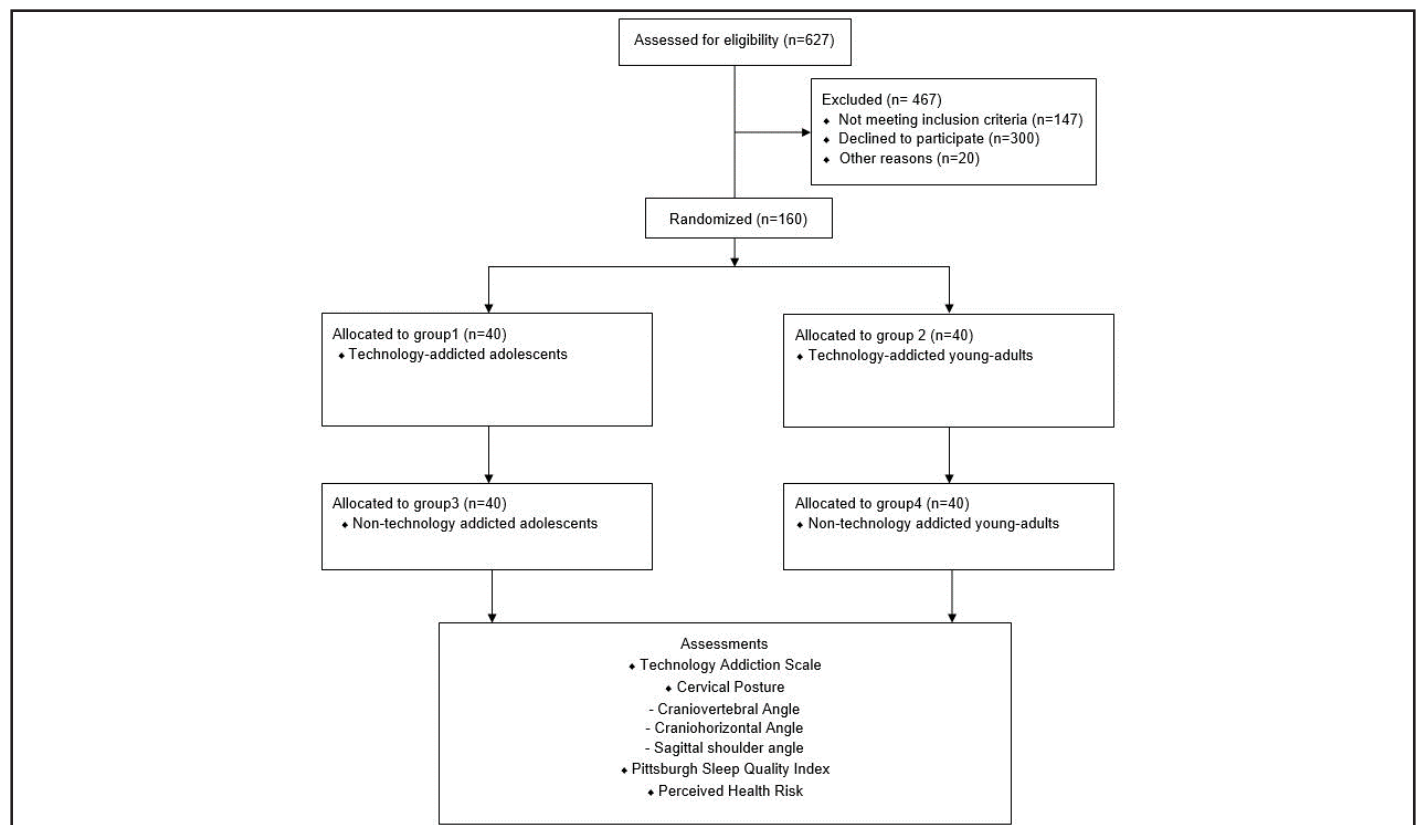 Assessed for eligibility (n=627)
Excluded (n= 467)
⬥ Not meeting inclusion criteria (n=147)
⬥ Declined to participate (n=300)
⬥ Other reasons (n=20)
Randomized (n=160)
Allocated to group1 (n=40)
⬥ Technology-addicted adolescents
Allocated to group 2 (n=40)
⬥ Technology-addicted young-adults
Allocated to group3 (n=40)
⬥ Non-technology addicted adolescents
Allocated to group4 (n=40)
⬥ Non-technology addicted young-adults
Assessments
⬥ Technology Addiction Scale
⬥ Cervical Posture
- Craniovertebral Angle
- Craniohorizontal Angle
- Sagittal shoulder angle
⬥ Pittsburgh Sleep Quality Index
⬥ Perceived Health Risk